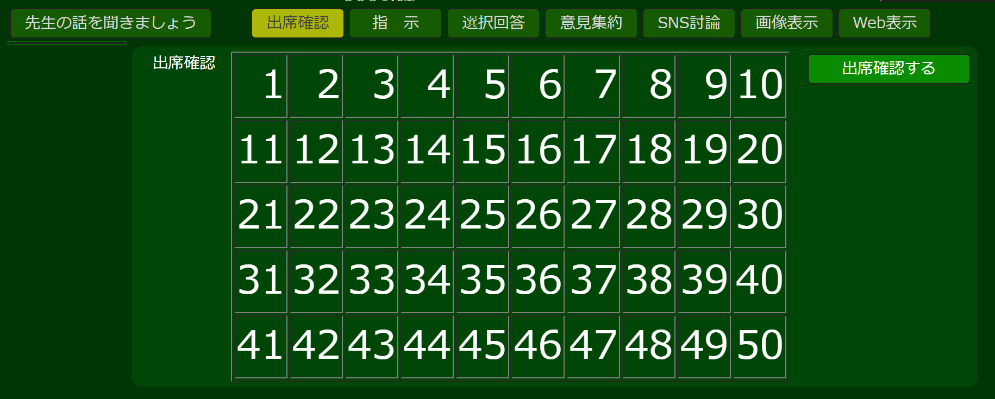 先生の話を聞きましょう 出席確認 指 示 選択回答 意見集約 SNS討論 画像表示 Web表示
出席確認 1 2 3 4 5 6 7 8 9 10 出席確認する
11 12 13 14 15 16 17 18 19 20
21 22 23 24 25 26 27 28 29 30
31 32 33 34 35 36 37 38 39 40
41 42 43 44 45 46 47 48 49 50